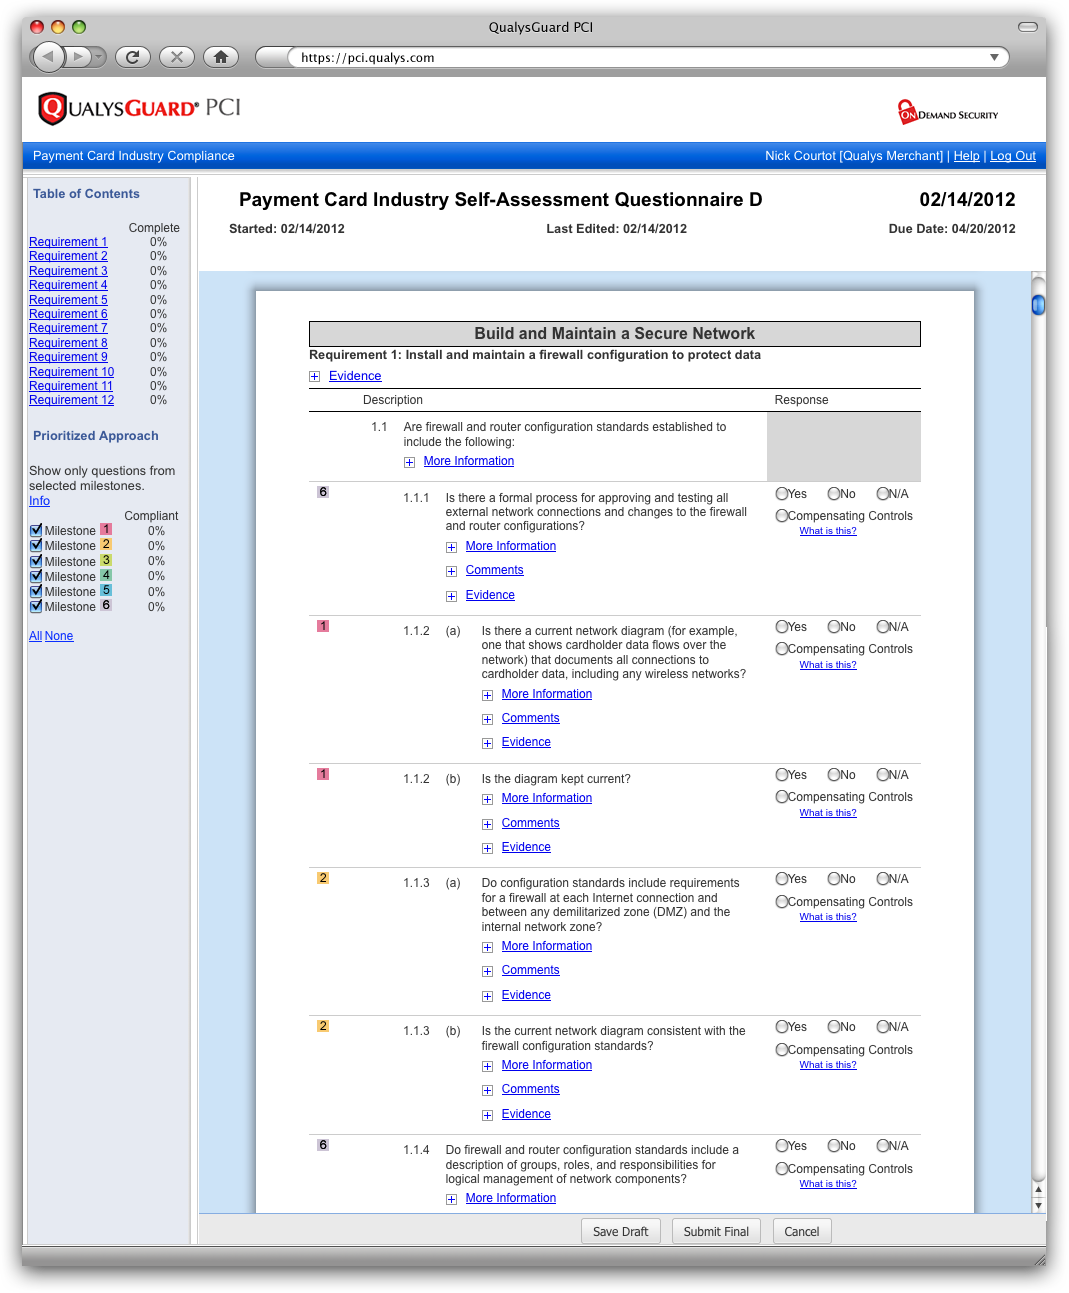 QualysGuard PCI
https://pci.qualys.com
QUALYSGUARD® PCI
ON DEMAND SECURITY
Payment Card Industry Compliance
Nick Courtot [Qualys Merchant] | Help | Log Out
Table of Contents
Complete
Requirement 1 0%
Requirement 2 0%
Requirement 3 0%
Requirement 4 0%
Requirement 5 0%
Requirement 6 0%
Requirement 7 0%
Requirement 8 0%
Requirement 9 0%
Requirement 10 0%
Requirement 11 0%
Requirement 12 0%
Prioritized Approach
Show only questions from
selected milestones.
Info
Compliant
Milestone 1 0%
Milestone 2 0%
Milestone 3 0%
Milestone 4 0%
Milestone 5 0%
Milestone 6 0%
All None
Payment Card Industry Self-Assessment Questionnaire D 02/14/2012
Started: 02/14/2012 Last Edited: 02/14/2012 Due Date: 04/20/2012
Build and Maintain a Secure Network
Requirement 1: Install and maintain a firewall configuration to protect data
Evidence
Description Response
1.1 Are firewall and router configuration standards established to
include the following:
More Information
6 1.1.1 Is there a formal process for approving and testing all
external network connections and changes to the firewall
and router configurations?
Yes No N/A
Compensating Controls
What is this?
More Information
Comments
Evidence
1 1.1.2 (a) Is there a current network diagram (for example,
one that shows cardholder data flows over the
network) that documents all connections to
cardholder data, including any wireless networks?
Yes No N/A
Compensating Controls
What is this?
More Information
Comments
Evidence
1 1.1.2 (b) Is the diagram kept current?
Yes No N/A
Compensating Controls
What is this?
More Information
Comments
Evidence
2 1.1.3 (a) Do configuration standards include requirements
for a firewall at each Internet connection and
between any demilitarized zone (DMZ) and the
internal network zone?
Yes No N/A
Compensating Controls
What is this?
More Information
Comments
Evidence
2 1.1.3 (b) Is the current network diagram consistent with the
firewall configuration standards?
Yes No N/A
Compensating Controls
What is this?
More Information
Comments
Evidence
6 1.1.4 Do firewall and router configuration standards include a
description of groups, roles, and responsibilities for
logical management of network components?
Yes No N/A
Compensating Controls
What is this?
More Information
Save Draft Submit Final Cancel